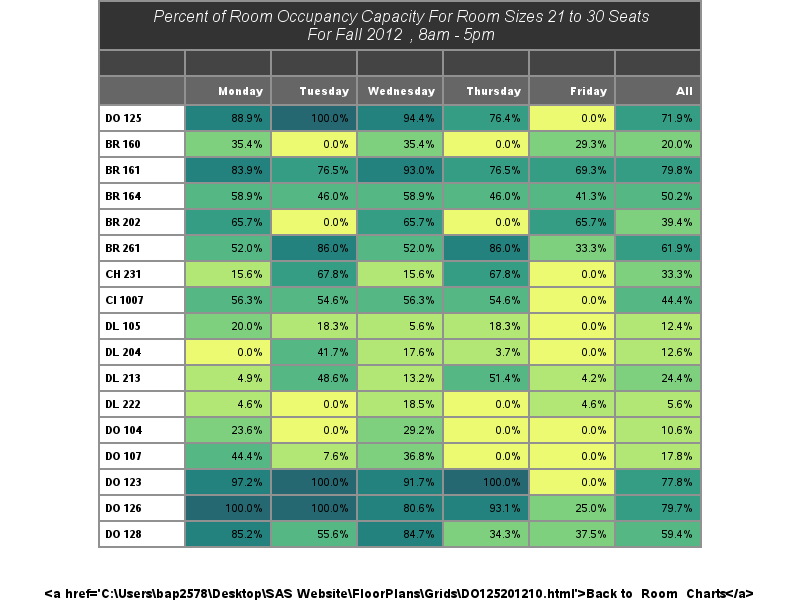 Percent of Room Occupancy Capacity For Room Sizes 21 to 30 Seats
For Fall 2012 , 8am - 5pm
Monday Tuesday Wednesday Thursday Friday All
DO 125 88.9% 100.0% 94.4% 76.4% 0.0% 71.9%
BR 160 35.4% 0.0% 35.4% 0.0% 29.3% 20.0%
BR 161 83.9% 76.5% 93.0% 76.5% 69.3% 79.8%
BR 164 58.9% 46.0% 58.9% 46.0% 41.3% 50.2%
BR 202 65.7% 0.0% 65.7% 0.0% 65.7% 39.4%
BR 261 52.0% 86.0% 52.0% 86.0% 33.3% 61.9%
CH 231 15.6% 67.8% 15.6% 67.8% 0.0% 33.3%
CI 1007 56.3% 54.6% 56.3% 54.6% 0.0% 44.4%
DL 105 20.0% 18.3% 5.6% 18.3% 0.0% 12.4%
DL 204 0.0% 41.7% 17.6% 3.7% 0.0% 12.6%
DL 213 4.9% 48.6% 13.2% 51.4% 4.2% 24.4%
DL 222 4.6% 0.0% 18.5% 0.0% 4.6% 5.6%
DO 104 23.6% 0.0% 29.2% 0.0% 0.0% 10.6%
DO 107 44.4% 7.6% 36.8% 0.0% 0.0% 17.8%
DO 123 97.2% 100.0% 91.7% 100.0% 0.0% 77.8%
DO 126 100.0% 100.0% 80.6% 93.1% 25.0% 79.7%
DO 128 85.2% 55.6% 84.7% 34.3% 37.5% 59.4%
<a href='C:\Users\bap2578\Desktop\SAS Website\FloorPlans\Grids\DO125201210.html'>Back to Room Charts</a>